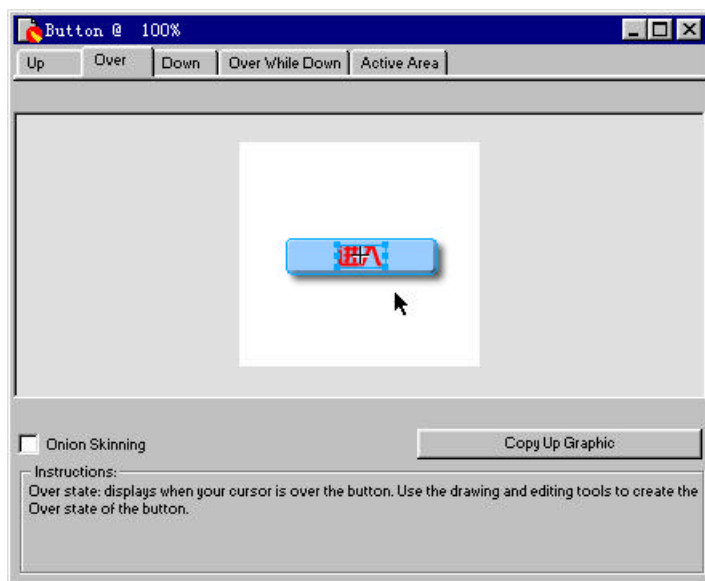 Button @ 100%
Up Over Down Over While Down Active Area
进入
Onion Skinning
Copy Up Graphic
Instructions:
Over state: displays when your cursor is over the button. Use the drawing and editing tools to create the
Over state of the button.